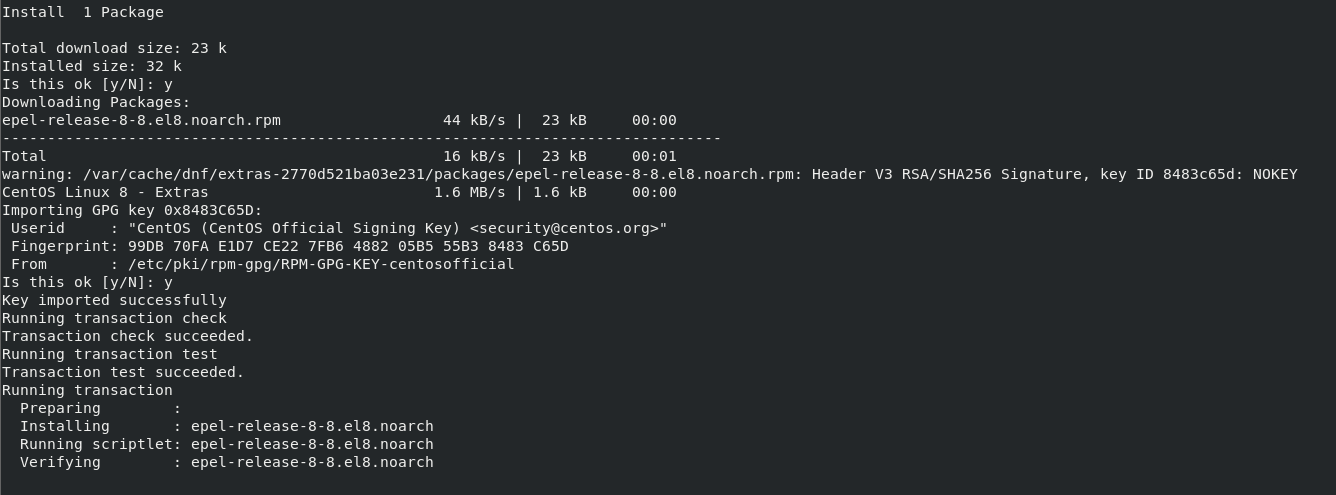 Install  1 Package

Total download size: 23 k
Installed size: 32 k
Is this ok [y/N]: y
Downloading Packages:
epel-release-8-8.el8.noarch.rpm                  44 kB/s |  23 kB     00:00
--------------------------------------------------------------------------------
Total                                            16 kB/s |  23 kB     00:01
warning: /var/cache/dnf/extras-2770d521ba03e231/packages/epel-release-8-8.el8.noarch.rpm: Header V3 RSA/SHA256 Signature, key ID 8483c65d: NOKEY
CentOS Linux 8 - Extras                         1.6 MB/s | 1.6 kB     00:00
Importing GPG key 0x8483C65D:
 Userid     : "CentOS (CentOS Official Signing Key) <security@centos.org>"
 Fingerprint: 99DB 70FA E1D7 CE22 7FB6 4882 05B5 55B3 8483 C65D
 From       : /etc/pki/rpm-gpg/RPM-GPG-KEY-centosofficial
Is this ok [y/N]: y
Key imported successfully
Running transaction check
Transaction check succeeded.
Running transaction test
Transaction test succeeded.
Running transaction
  Preparing        :
  Installing       : epel-release-8-8.el8.noarch
  Running scriptlet: epel-release-8-8.el8.noarch
  Verifying        : epel-release-8-8.el8.noarch